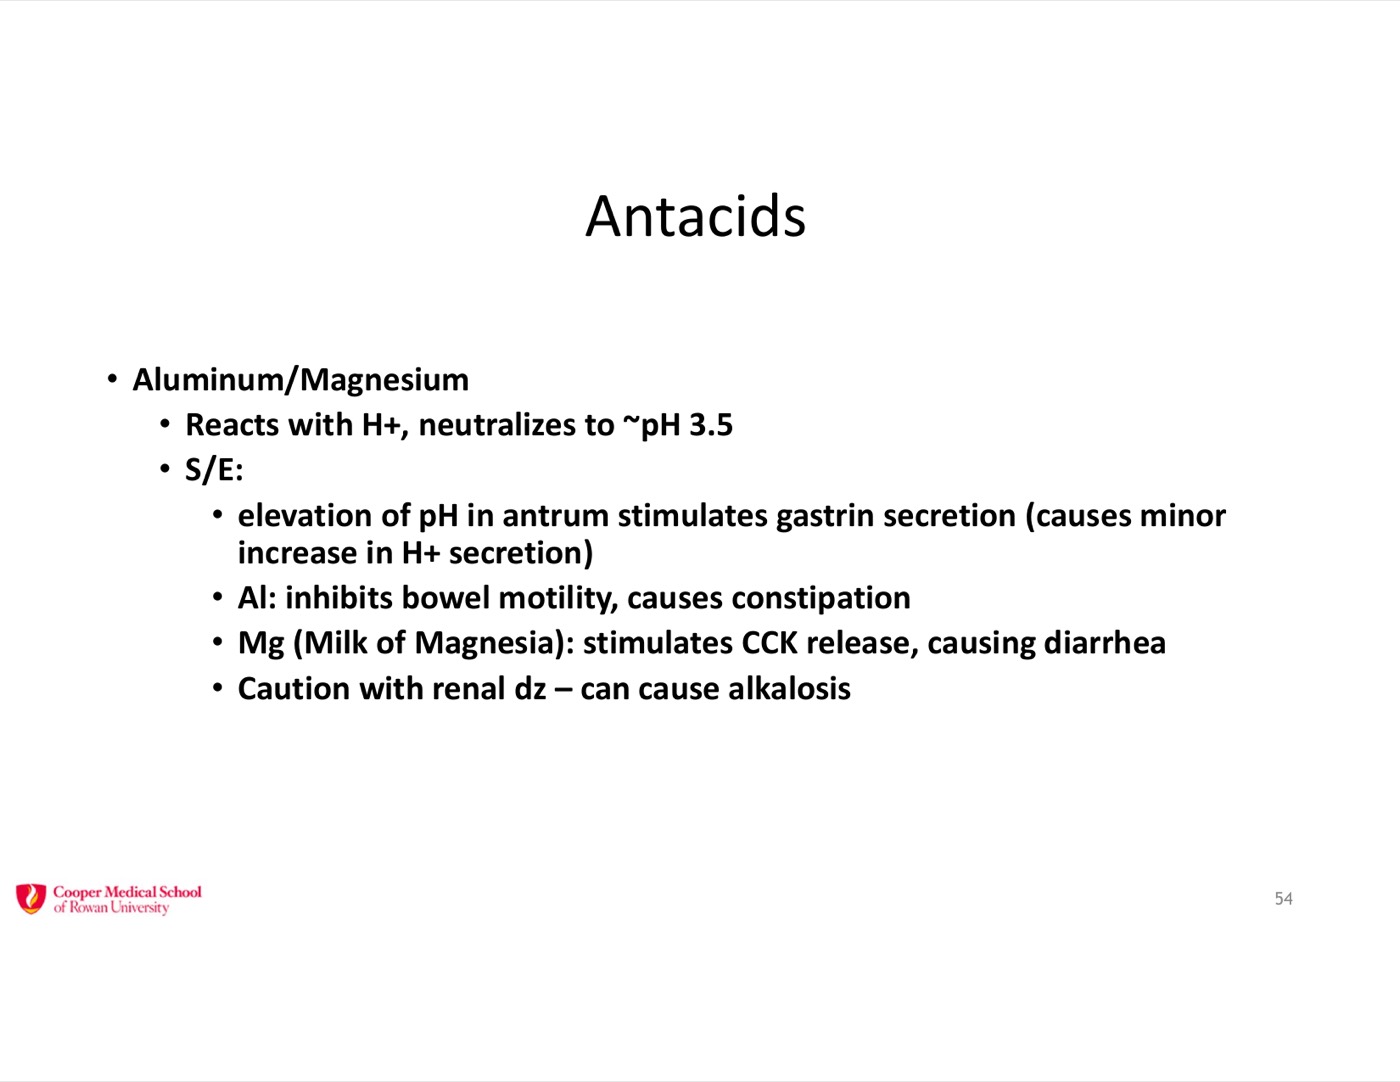 Antacids
• Aluminum/Magnesium
• Reacts with H+, neutralizes to ~pH 3.5
• S/E:
• elevation of pH in antrum stimulates gastrin secretion (causes minor
increase in H+ secretion)
• Al: inhibits bowel motility, causes constipation
• Mg (Milk of Magnesia): stimulates CCK release, causing diarrhea
• Caution with renal dz – can cause alkalosis
Cooper Medical School
of Rowan University
54